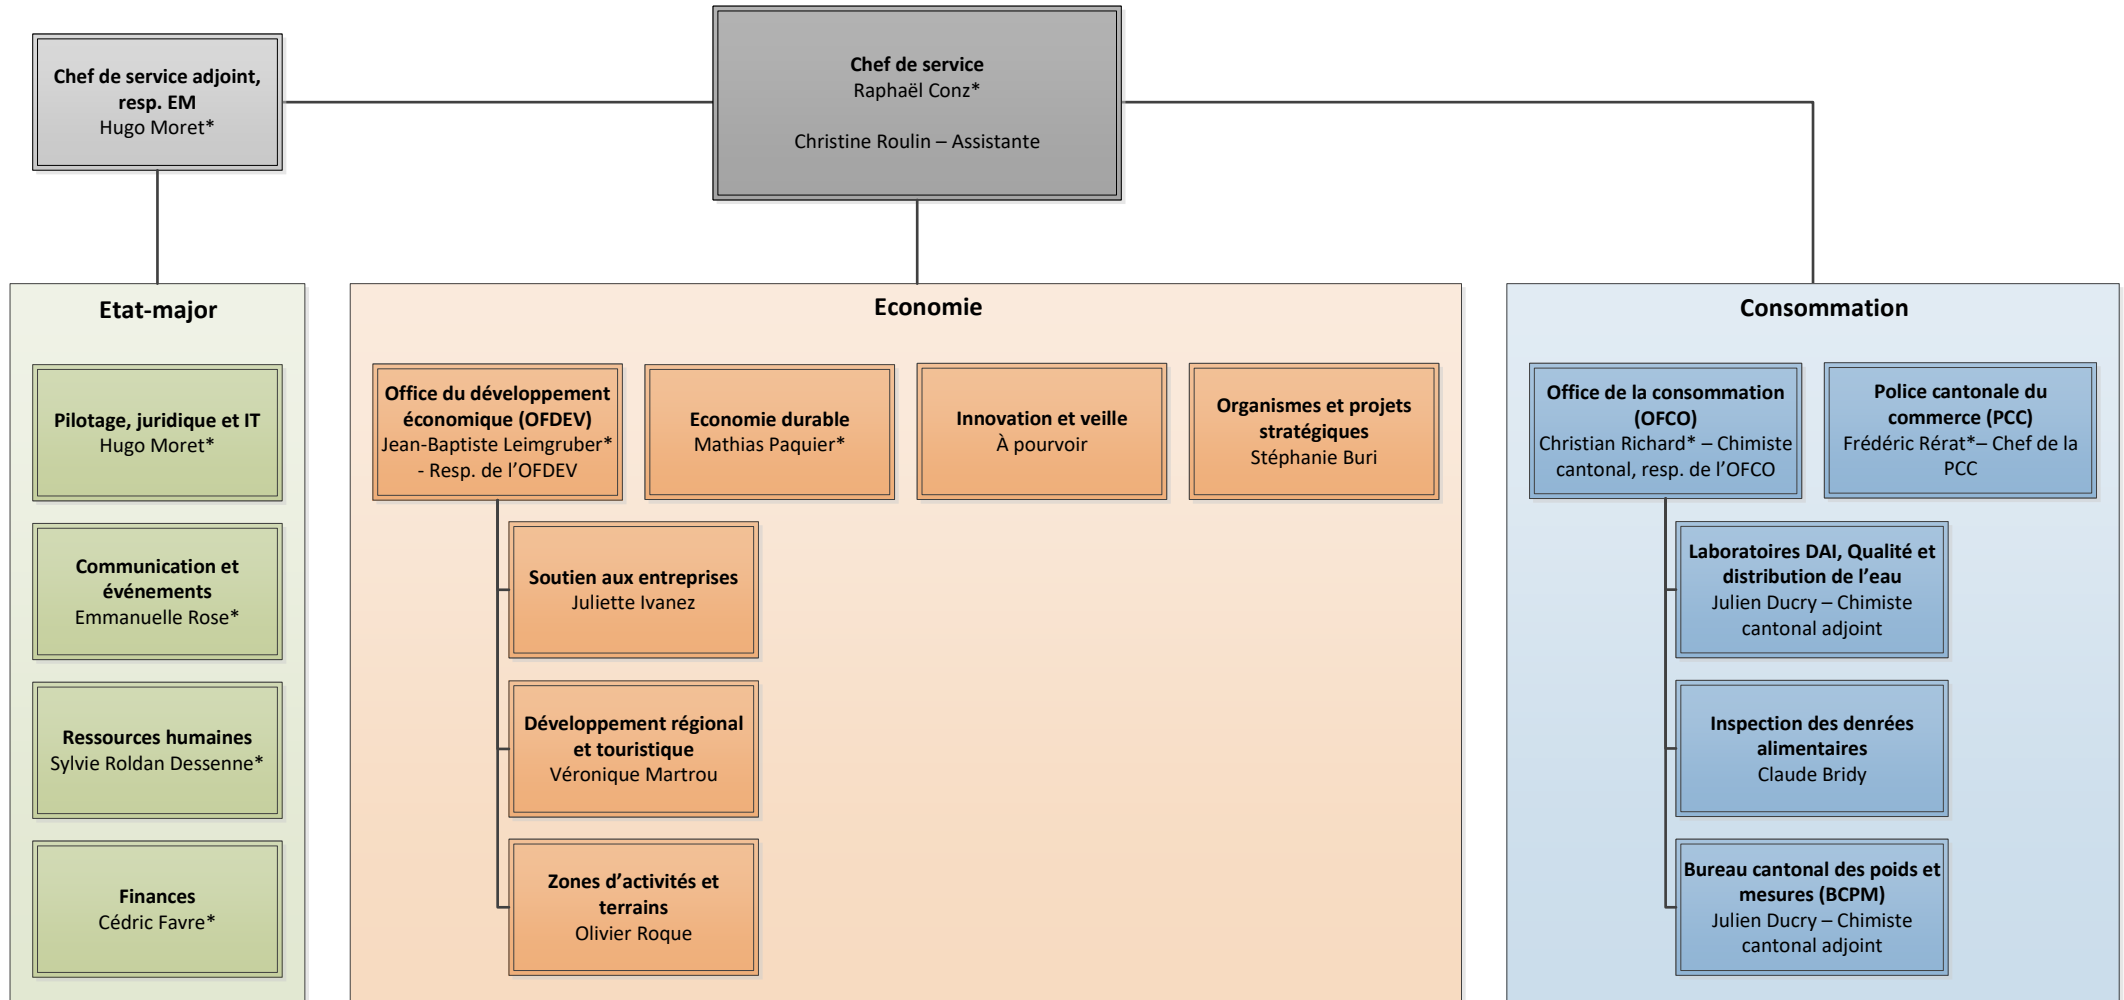 Chef de service adjoint,
resp. EM
Hugo Moret*
Chef de service
Raphaël Conz*
Christine Roulin – Assistante
Etat-major
Pilotage, juridique et IT
Hugo Moret*
Communication et
événements
Emmanuelle Rose*
Ressources humaines
Sylvie Roldan Dessenne*
Finances
Cédric Favre*
Economie
Office du développement
économique (OFDEV)
Jean-Baptiste Leimgruber*
- Resp. de l’OFDEV
Economie durable
Mathias Paquier*
Innovation et veille
À pourvoir
Organismes et projets
stratégiques
Stéphanie Buri
Soutien aux entreprises
Juliette Ivanez
Développement régional
et touristique
Véronique Martrou
Zones d’activités et
terrains
Olivier Roque
Consommation
Office de la consommation
(OFCO)
Christian Richard* – Chimiste
cantonal, resp. de l’OFCO
Police cantonale du
commerce (PCC)
Frédéric Rérat*– Chef de la
PCC
Laboratoires DAI, Qualité et
distribution de l’eau
Julien Ducry – Chimiste
cantonal adjoint
Inspection des denrées
alimentaires
Claude Bridy
Bureau cantonal des poids et
mesures (BCPM)
Julien Ducry – Chimiste
cantonal adjoint